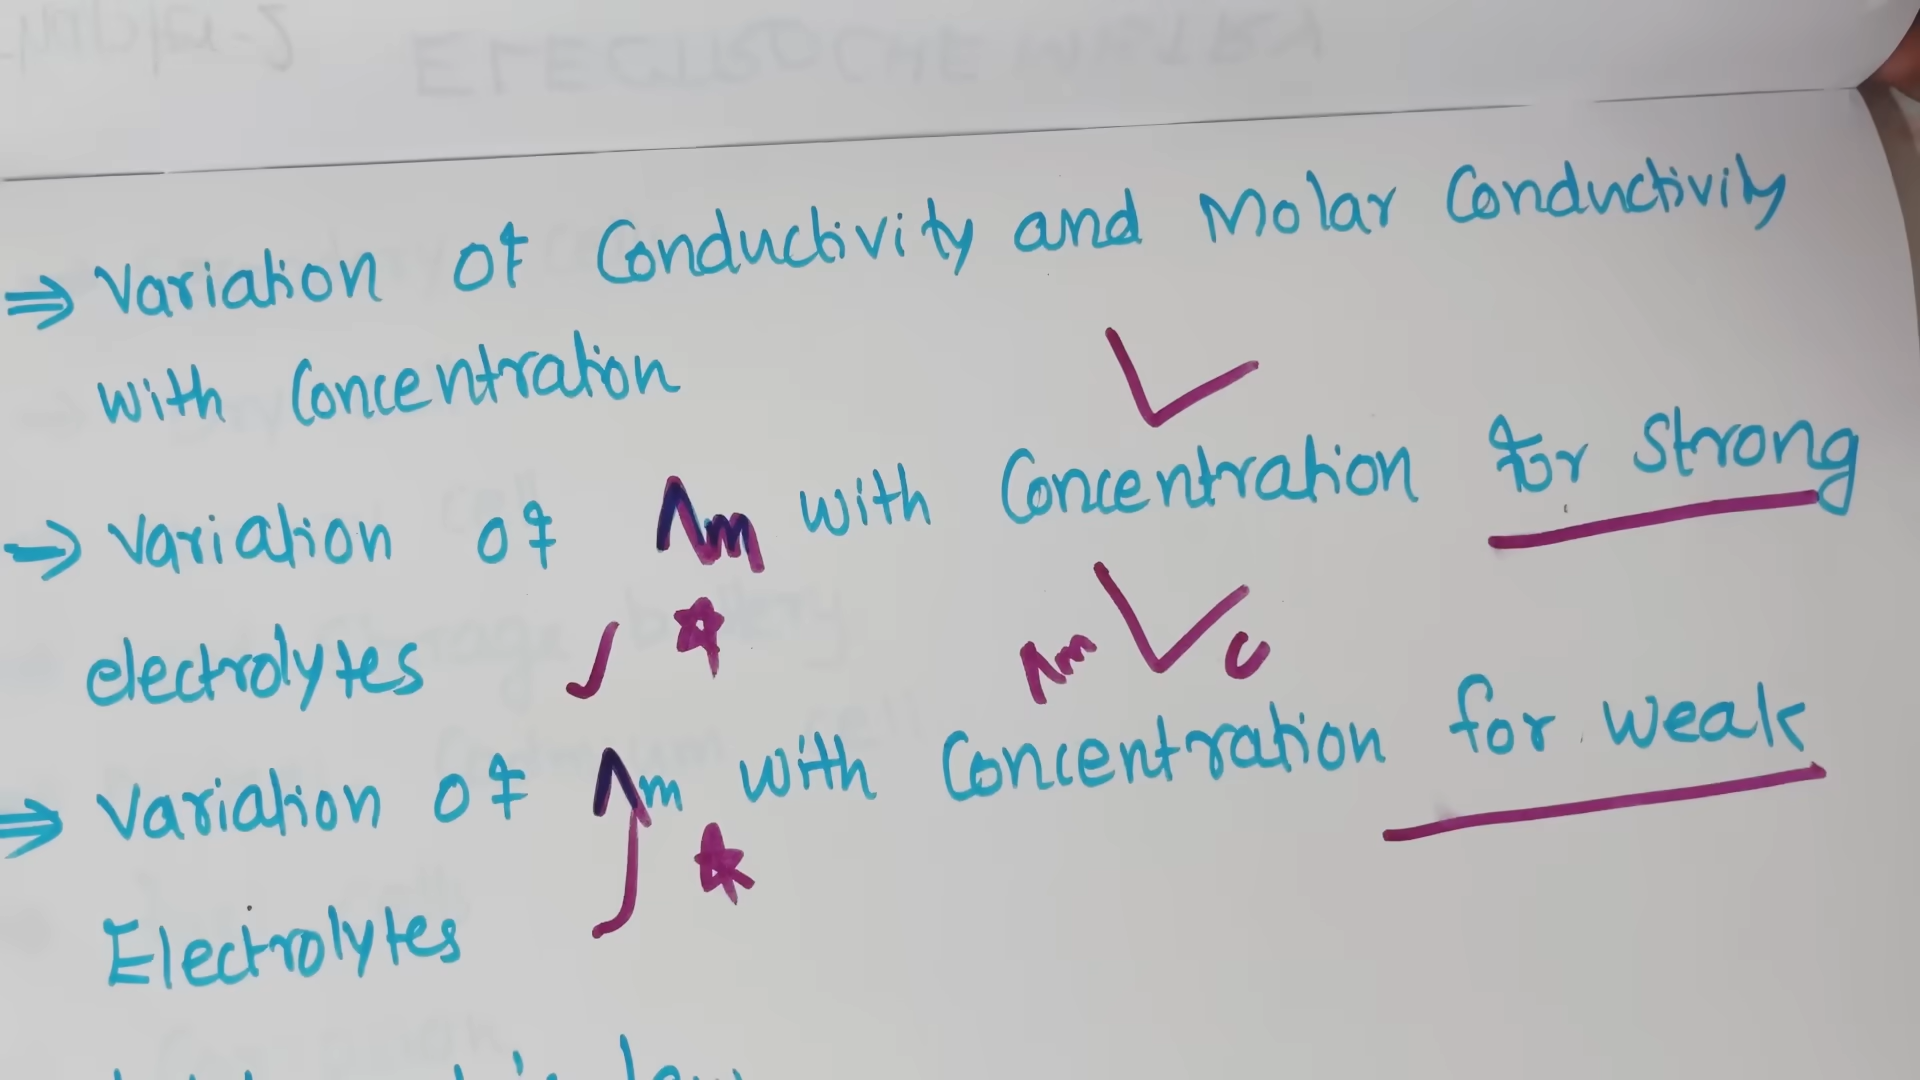 ⇒ Variation of Conductivity and Molar Conductivity
with Concentration
→ Variation of Λm with Concentration for strong
electrolytes
Λm C
⇒ Variation of Λm with Concentration for weak
Electrolytes
law